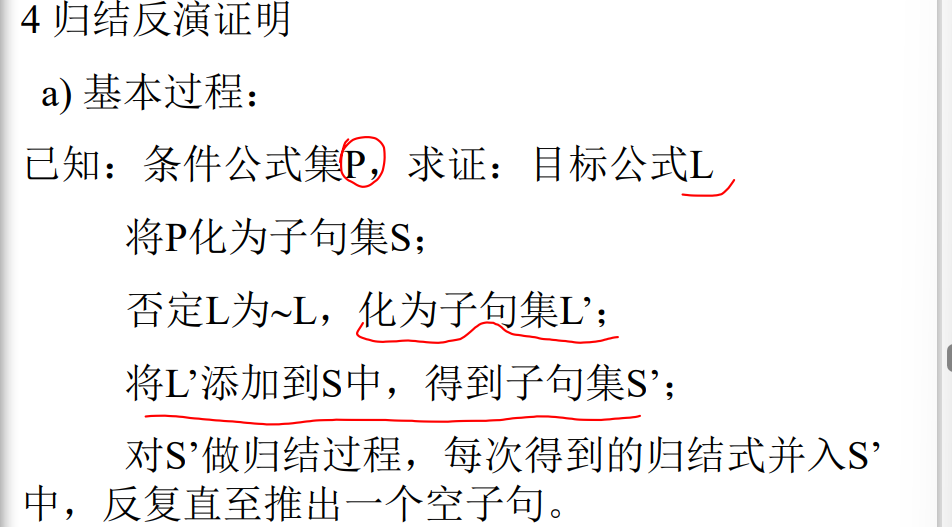 4 归结反演证明
a) 基本过程：
已知：条件公式集P，求证：目标公式L
将P化为子句集S；
否定L为~L，化为子句集L’；
将L’添加到S中，得到子句集S’；
对S’做归结过程，每次得到的归结式并入S’
中，反复直至推出一个空子句。